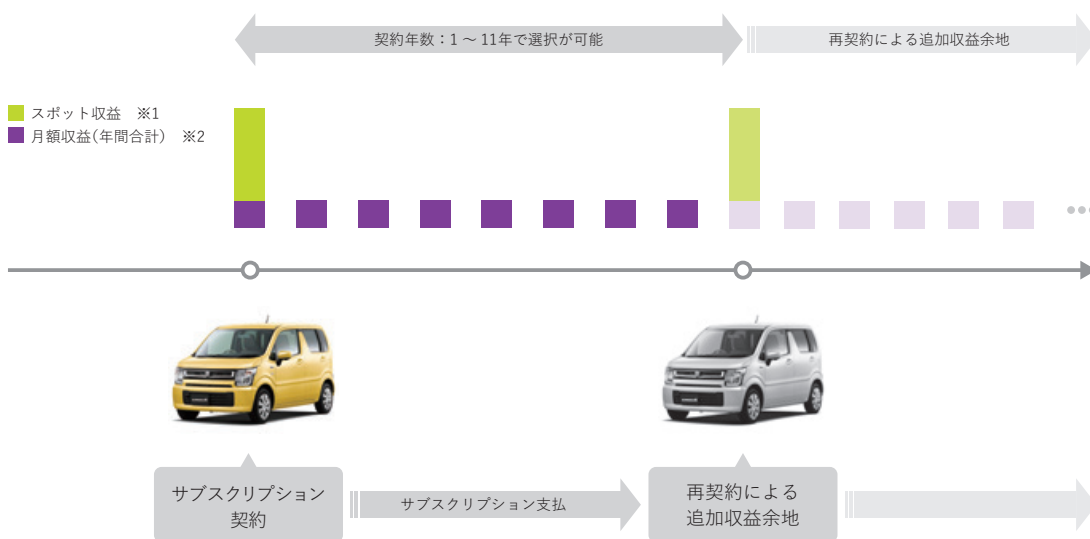 契約年数：1 ～ 11年で選択が可能
再契約による追加収益余地
スポット収益　※1
月額収益(年間合計)　※2
サブスクリプション
契約
サブスクリプション支払
再契約による
追加収益余地